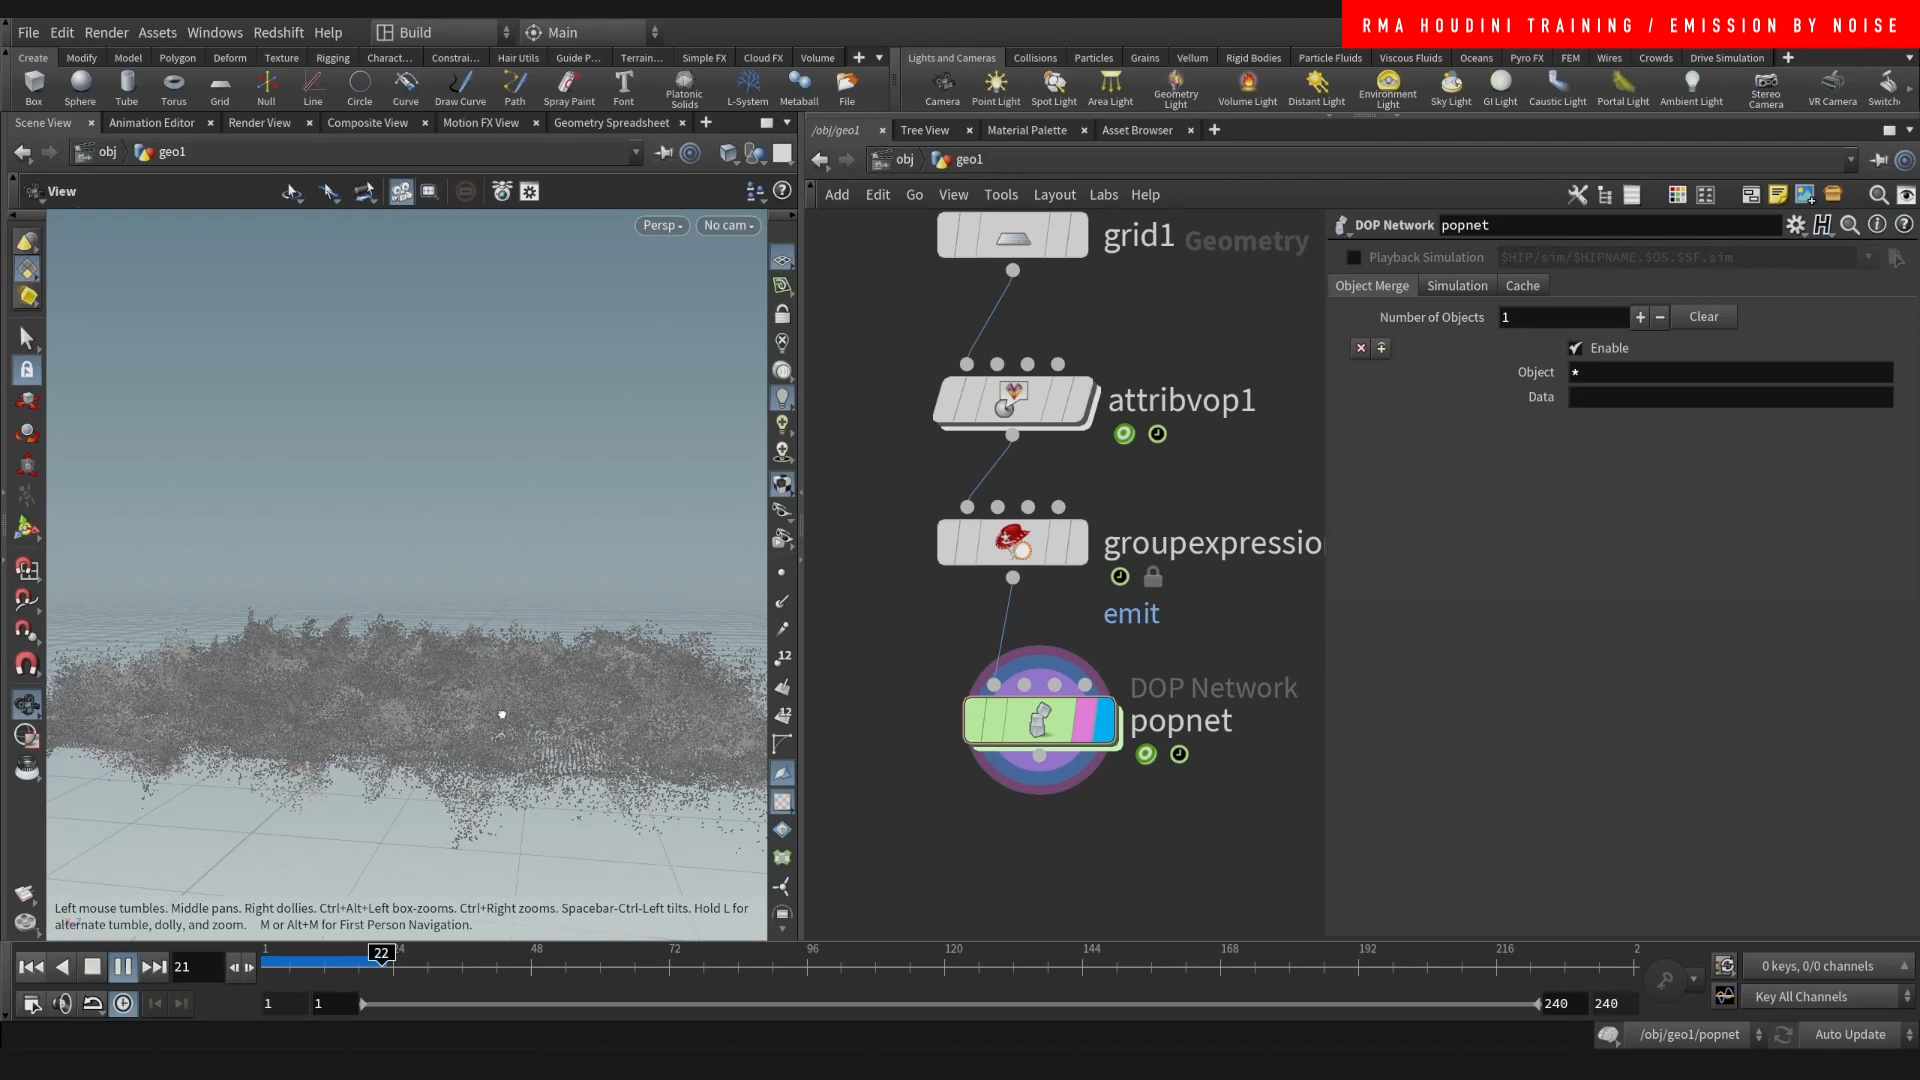 RMA HOUDINI TRAINING / EMISSION BY NOISE
File Edit Render Assets Windows Redshift Help Build Main
Create Modify Model Polygon Deform Texture Rigging Charact... Constrai... Hair Utils Guide P... Terrain... Simple FX Cloud FX Volume
Lights and Cameras Collisions Particles Grains Vellum Rigid Bodies Particle Fluids Viscous Fluids Oceans Pyro FX FEM Wires Crowds Drive Simulation
Box Sphere Tube Torus Grid Null Line Circle Curve Draw Curve Path Spray Paint Font Platonic Solids L-System Metaball File
Camera Point Light Spot Light Area Light Geometry Light Volume Light Distant Light Environment Light Sky Light GI Light Caustic Light Portal Light Ambient Light Stereo Camera VR Camera Switch
Scene View Animation Editor Render View Composite View Motion FX View Geometry Spreadsheet
/obj/geo1 Tree View Material Palette Asset Browser
obj geo1
obj geo1
View
Add Edit Go View Tools Layout Labs Help
Persp No cam
grid1 Geometry
attribvop1
groupexpressio
emit
DOP Network
popnet
DOP Network popnet
Playback Simulation $HIP/sim/$HIPNAME.$OS.$SF.sim
Object Merge Simulation Cache
Number of Objects 1 Clear
Enable
Object *
Data
12
12
Left mouse tumbles. Middle pans. Right dollies. Ctrl+Alt+Left box-zooms. Ctrl+Right zooms. Spacebar-Ctrl-Left tilts. Hold L for
alternate tumble, dolly, and zoom. M or Alt+M for First Person Navigation.
21 1 22 24 48 72 96 120 144 168 192 216 2
0 keys, 0/0 channels
1 1 240 240
Key All Channels
/obj/geo1/popnet Auto Update